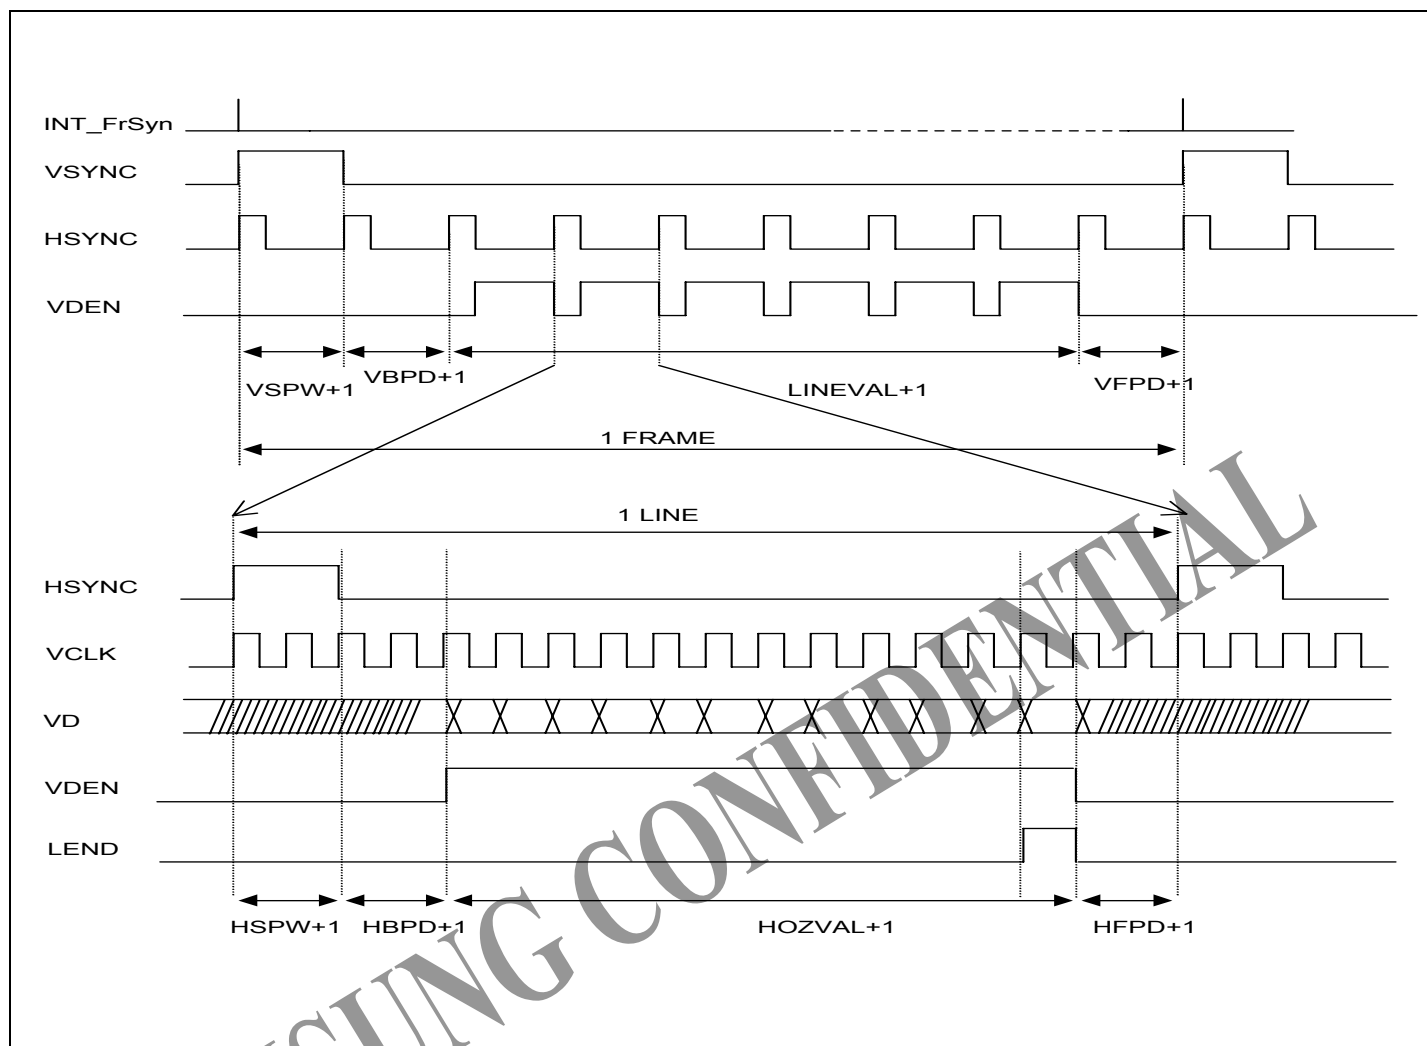 INT_FrSyn
VSYNC
HSYNC
VDEN
VSPW+1
VBPD+1
LINEVAL+1
VFPD+1
1 FRAME
1 LINE
HSYNC
VCLK
VD
VDEN
LEND
HSPW+1
HBPD+1
HOZVAL+1
HFPD+1
CONFIDENTIAL